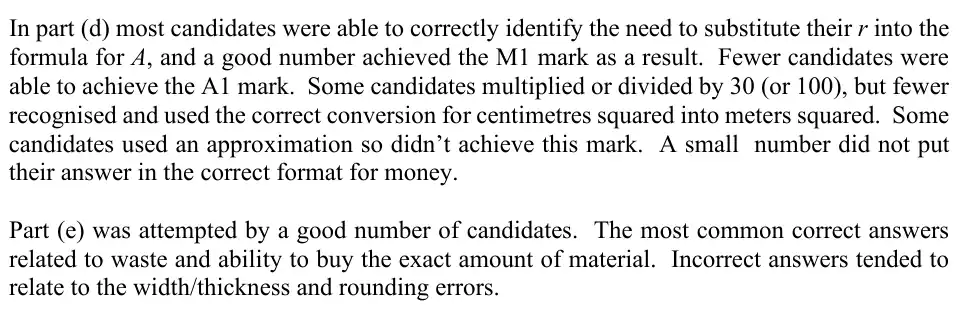 In part (d) most candidates were able to correctly identify the need to substitute their r into the
formula for A, and a good number achieved the M1 mark as a result.  Fewer candidates were
able to achieve the A1 mark.  Some candidates multiplied or divided by 30 (or 100), but fewer
recognised and used the correct conversion for centimetres squared into meters squared.  Some
candidates used an approximation so didn’t achieve this mark.  A small  number did not put
their answer in the correct format for money.
Part (e) was attempted by a good number of candidates.  The most common correct answers
related to waste and ability to buy the exact amount of material.  Incorrect answers tended to
relate to the width/thickness and rounding errors.